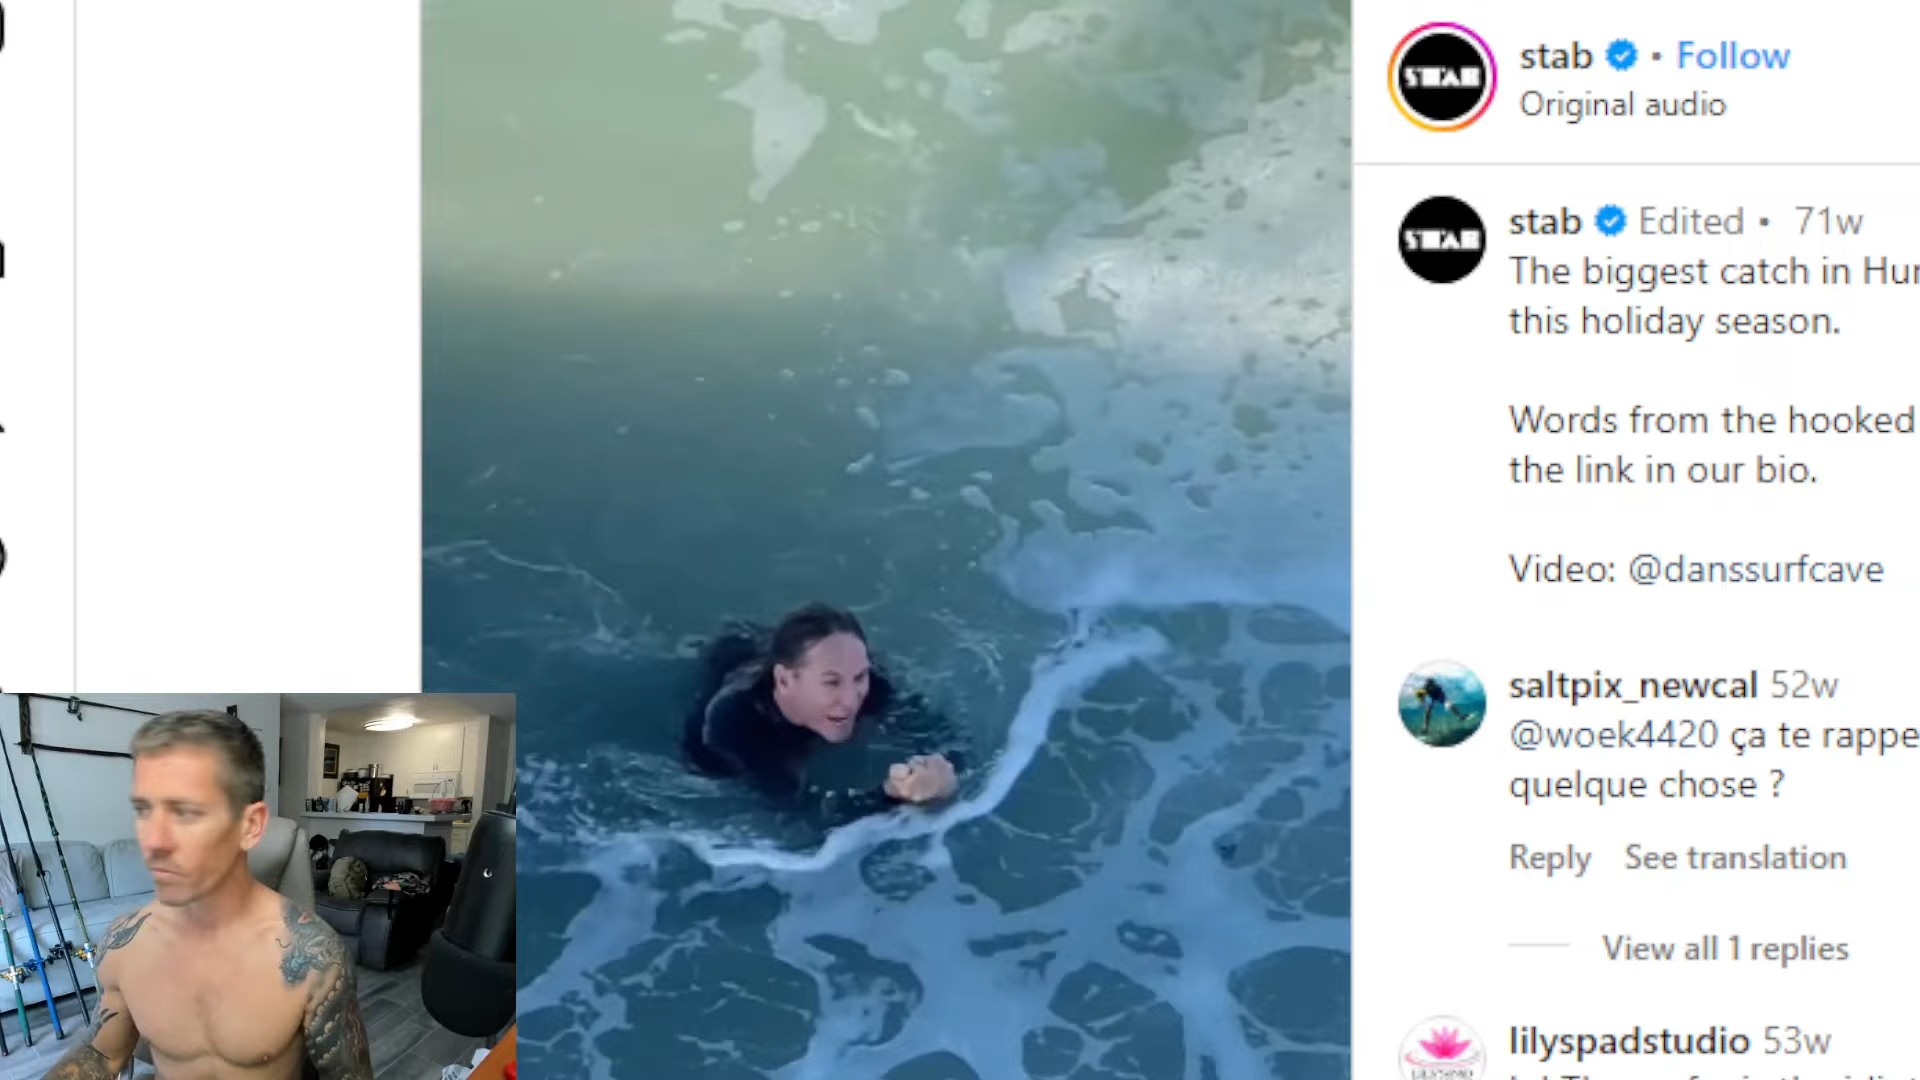 stab • Follow
Original audio
stab Edited • 71w
The biggest catch in
this holiday season.
Words from the hooked
the link in our bio.
Video: @danssurfcave
saltpix_newcal 52w
@woek4420 ça te
quelque chose ?
Reply See translation
View all 1 replies
lilyspadstudio 53w